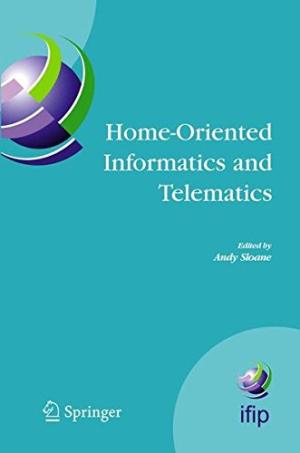 Home-Oriented
Informatics and
Telematics
Edited by
Andy Sloane
Springer
ifip